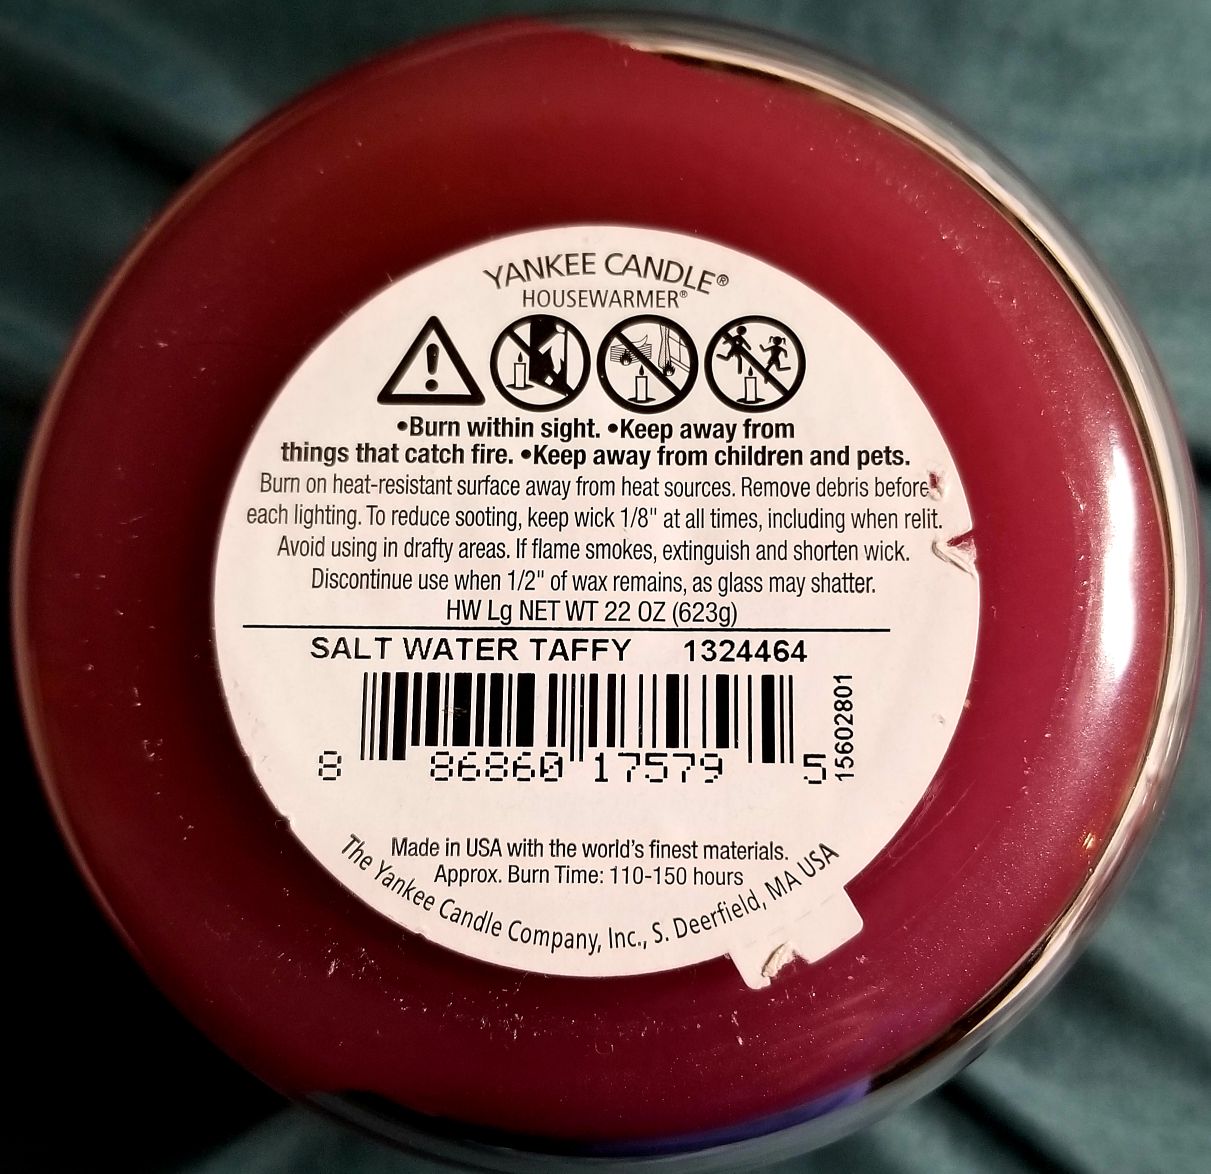 YANKEE CANDLE®
HOUSEWARMER®
•Burn within sight. •Keep away from
things that catch fire. •Keep away from children and pets.
Burn on heat-resistant surface away from heat sources. Remove debris before
each lighting. To reduce sooting, keep wick 1/8" at all times, including when relit.
Avoid using in drafty areas. If flame smokes, extinguish and shorten wick.
Discontinue use when 1/2" of wax remains, as glass may shatter.
HW Lg NET WT 22 OZ (623g)
SALT WATER TAFFY 1324464
8 86860 17579 5
15602801
Made in USA with the world's finest materials.
Approx. Burn Time: 110-150 hours
The Yankee Candle Company, Inc., S. Deerfield, MA USA